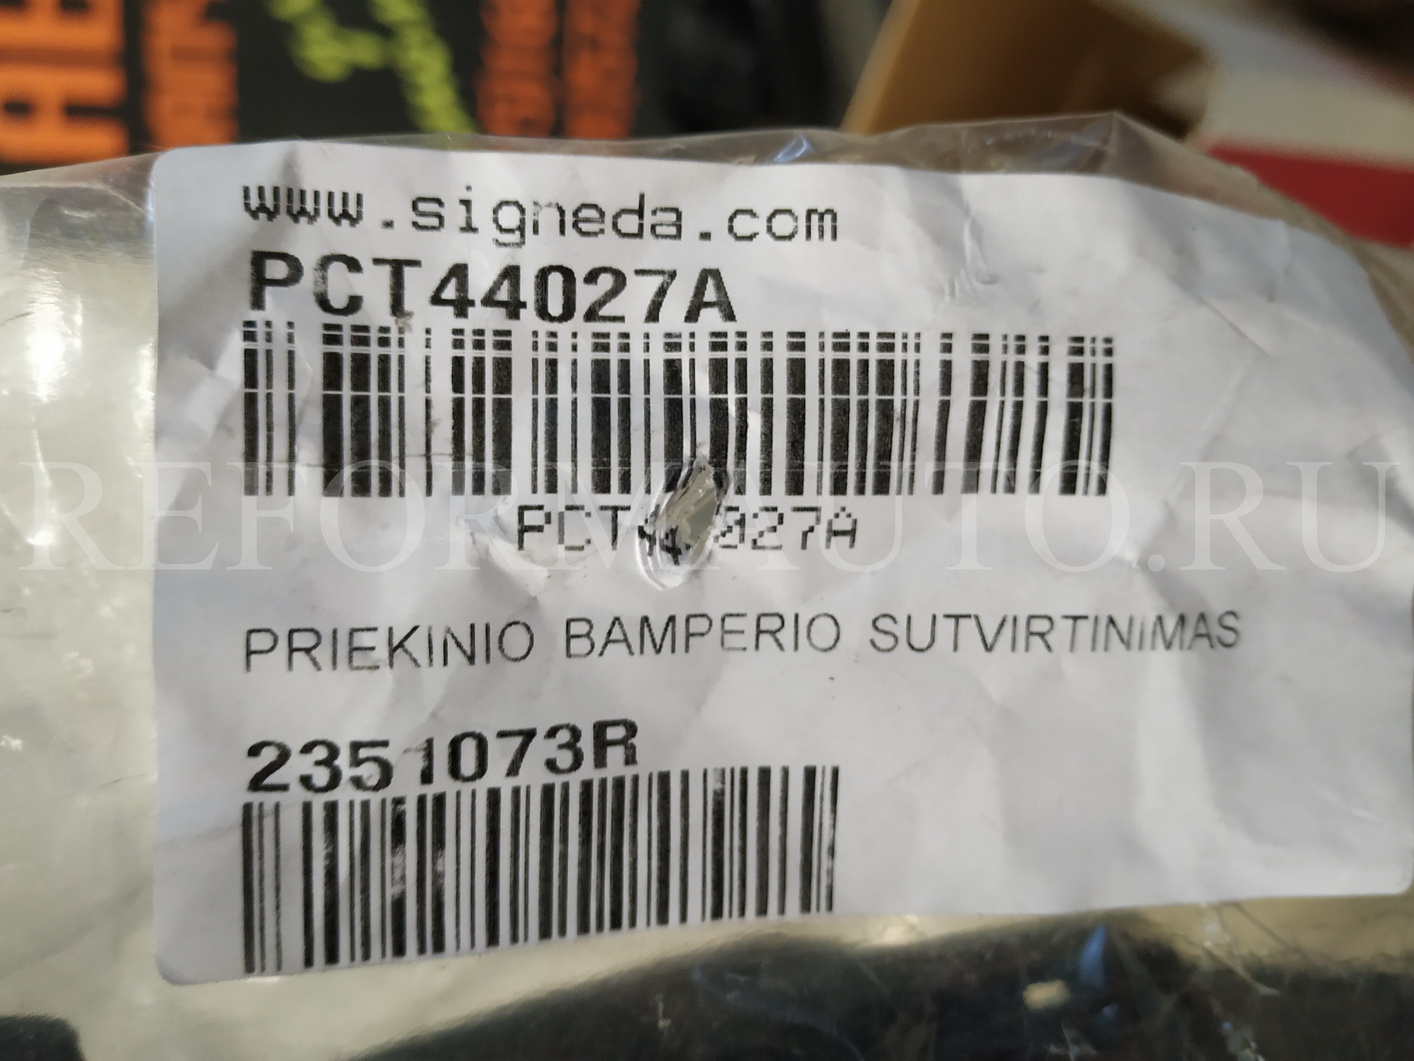 www.signeda.com
PCT44027A
REFORMAUTO.RU
PRIEKINIO BAMPERIO SUTVIRTINIMAS
2351073R